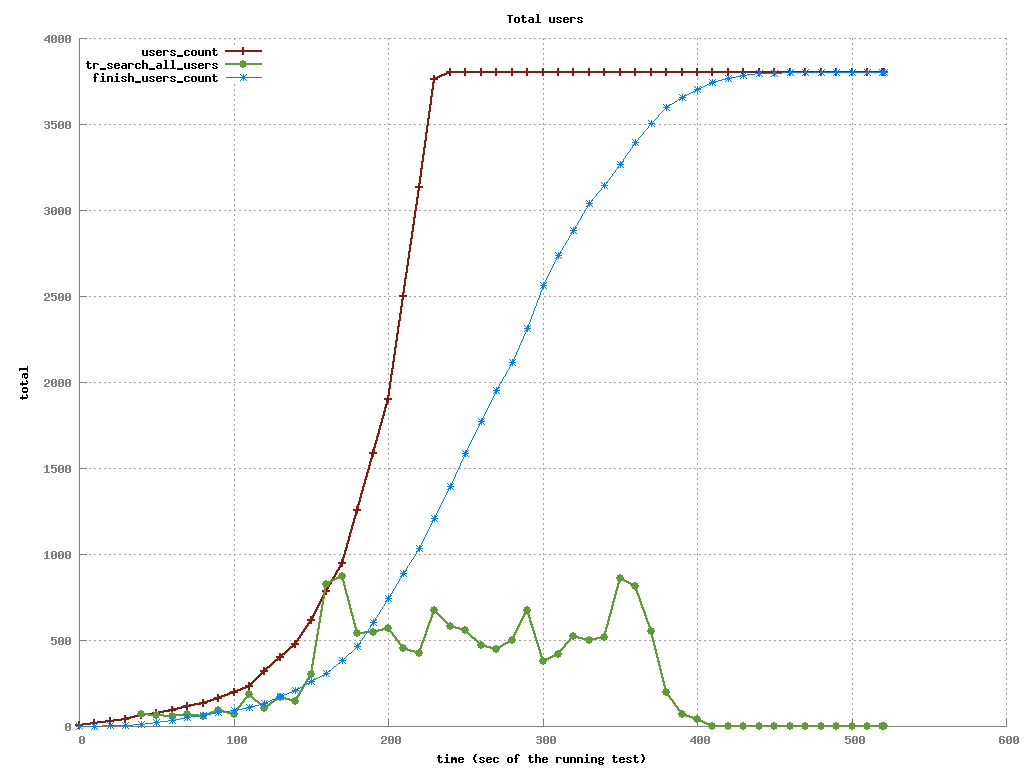 Total users
users_count
tr_search_all_users
finish_users_count
4000
3500
3000
2500
2000
1500
1000
500
0
total
0 100 200 300 400 500 600
time (sec of the running test)